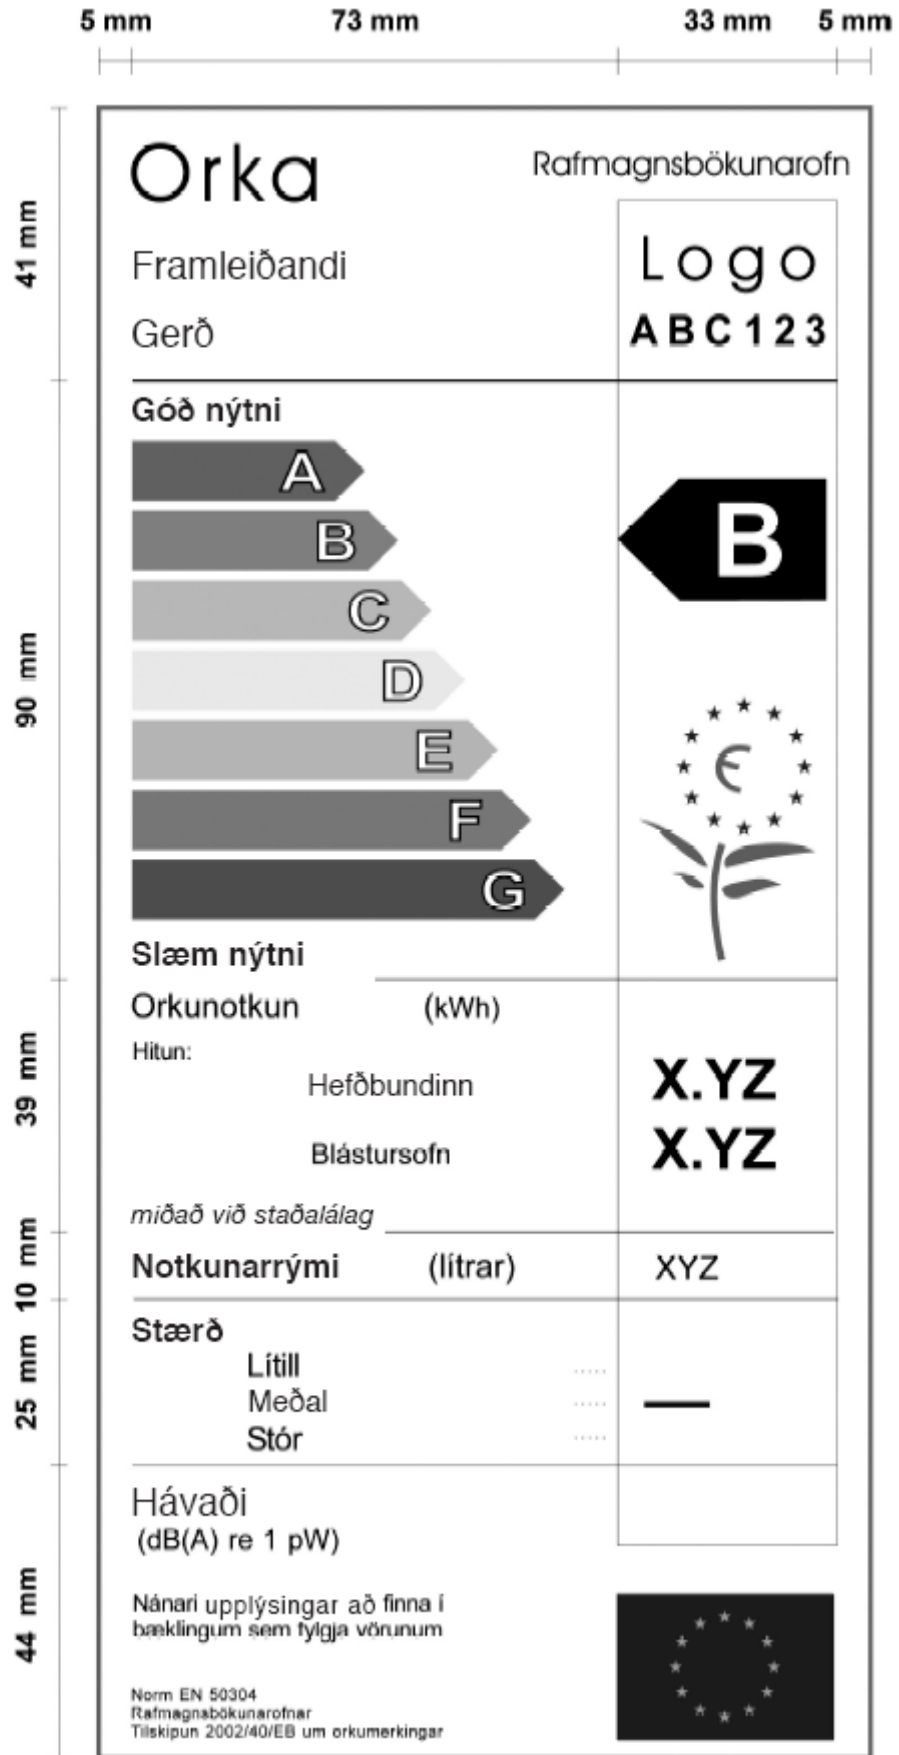 5 mm 73 mm 33 mm 5 mm
41 mm
90 mm
39 mm
10 mm
25 mm
44 mm
Orka
Rafmagnsbökunarofn
Framleiðandi
Logo
Gerð
ABC123
Góð nýtni
A
B
B
C
D
E
F
G
Slæm nýtni
Orkunotkun (kWh)
Hitun:
Hefðbundinn X.YZ
Blástursofn X.YZ
miðað við staðalálag
Notkunarrými (lítrar) XYZ
Stærð
Lítill .....
Meðal .....
Stór .....
Hávaði
(dB(A) re 1 pW)
Nánari upplýsingar að finna í
bæklingum sem fylgja vörunum
Norm EN 50304
Rafmagnsbökunarofnar
Tilskipun 2002/40/EB um orkumerkingar